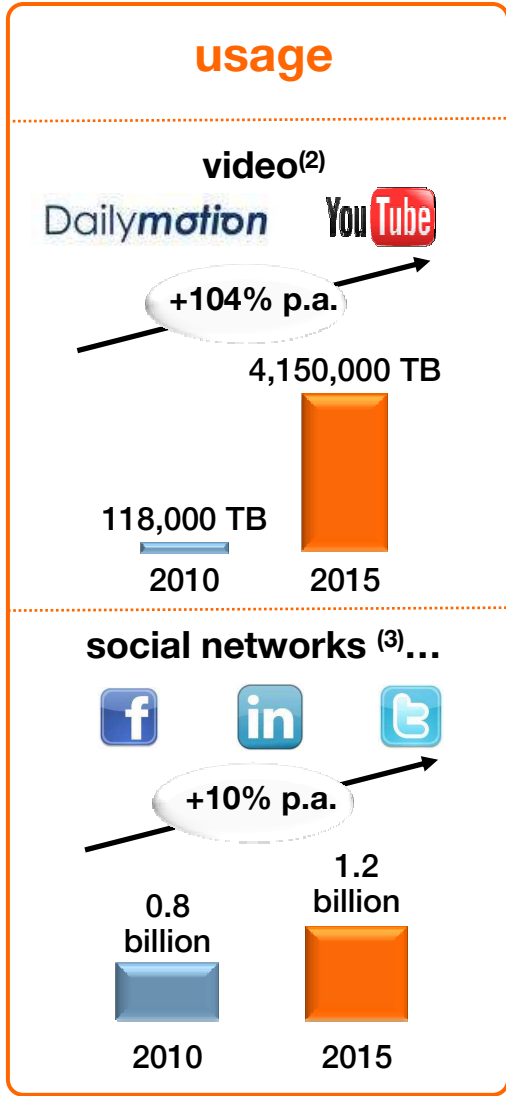 usage
video(2)
Dailymotion YouTube
+104% p.a.
4,150,000 TB
118,000 TB
2010 2015
social networks (3)...
f in t
+10% p.a.
1.2
billion
0.8
billion
2010 2015